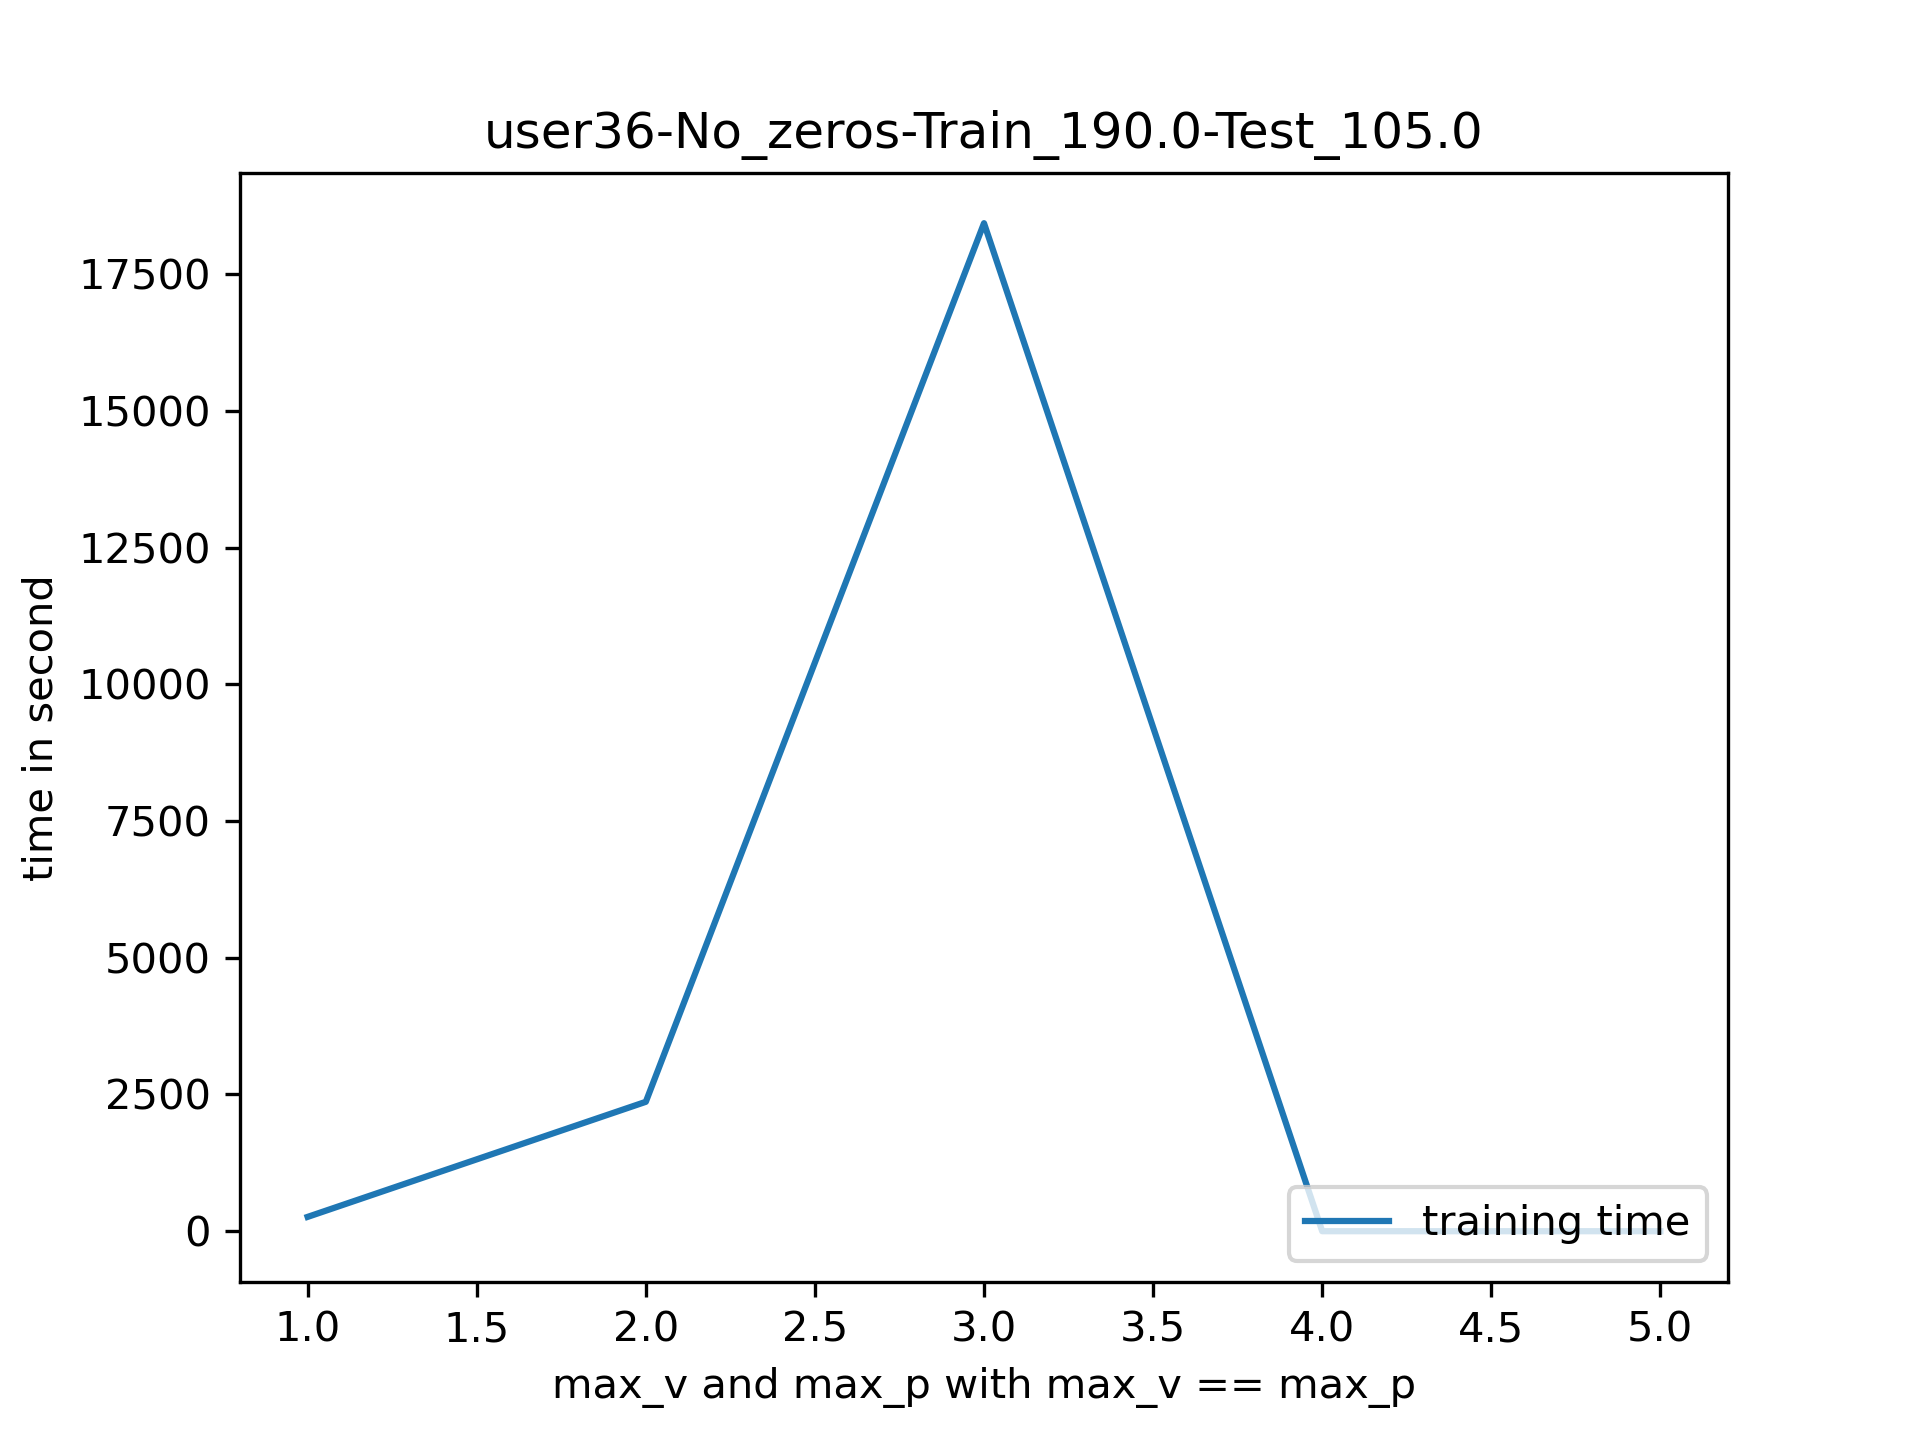 user36-No_zeros-Train_190.0-Test_105.0
17500
15000
12500
10000
7500
5000
2500
0
time in second
training time
1.0 1.5 2.0 2.5 3.0 3.5 4.0 4.5 5.0
max_v and max_p with max_v == max_p